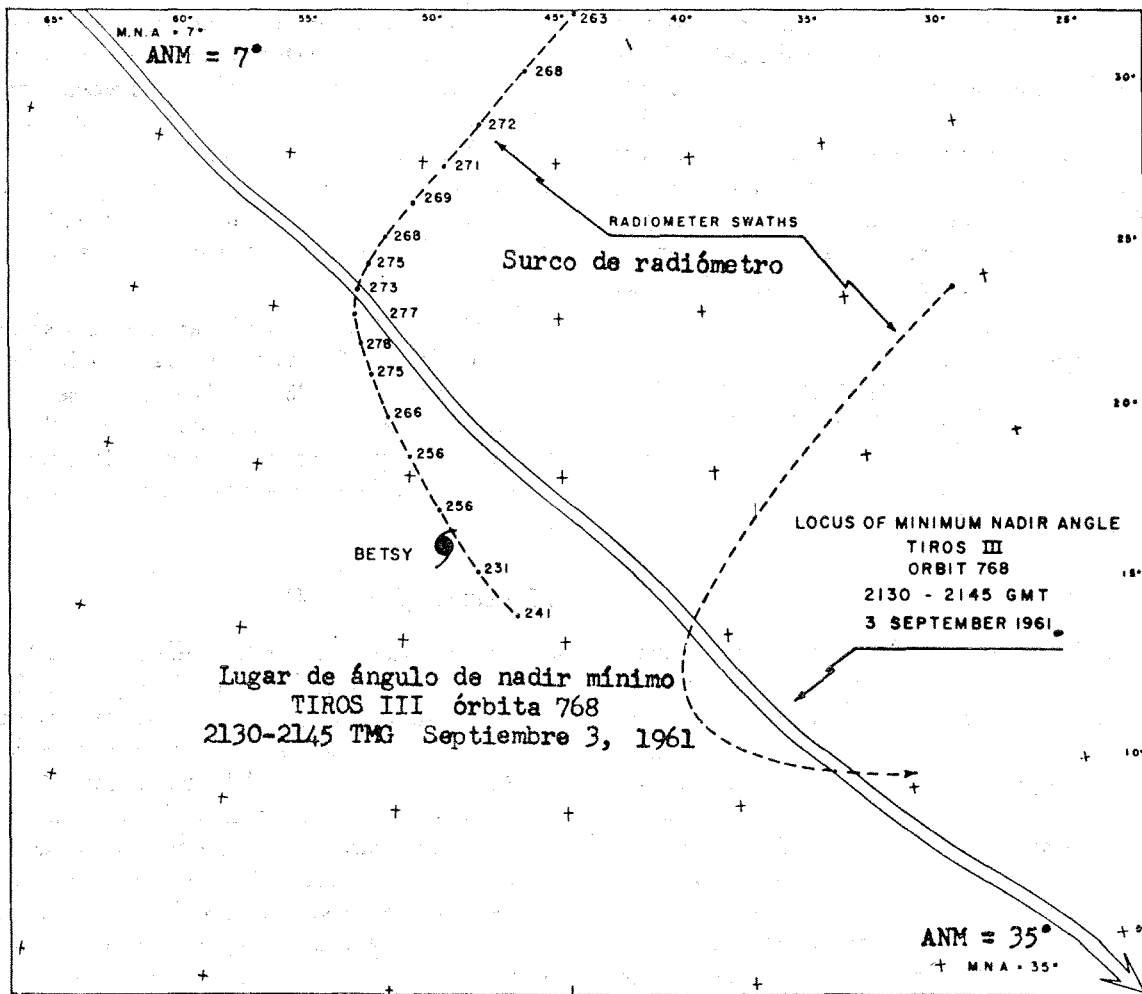 65° 60° 55° 50° 45° 263 40° 35° 30° 25°
M.N.A = 7°
ANM = 7°
30°
268
272
271
269
RADIOMETER SWATHS
268
25°
Surco de radiómetro
275
273
277
278
275
20°
266
256
256
LOCUS OF MINIMUM NADIR ANGLE
TIROS III
ORBIT 768
2130 - 2145 GMT
3 SEPTEMBER 1961
BETSY
231
15°
241
Lugar de ángulo de nadir mínimo
TIROS III órbita 768
2130-2145 TMG Septiembre 3, 1961
10°
5°
ANM = 35°
M.N.A = 35°